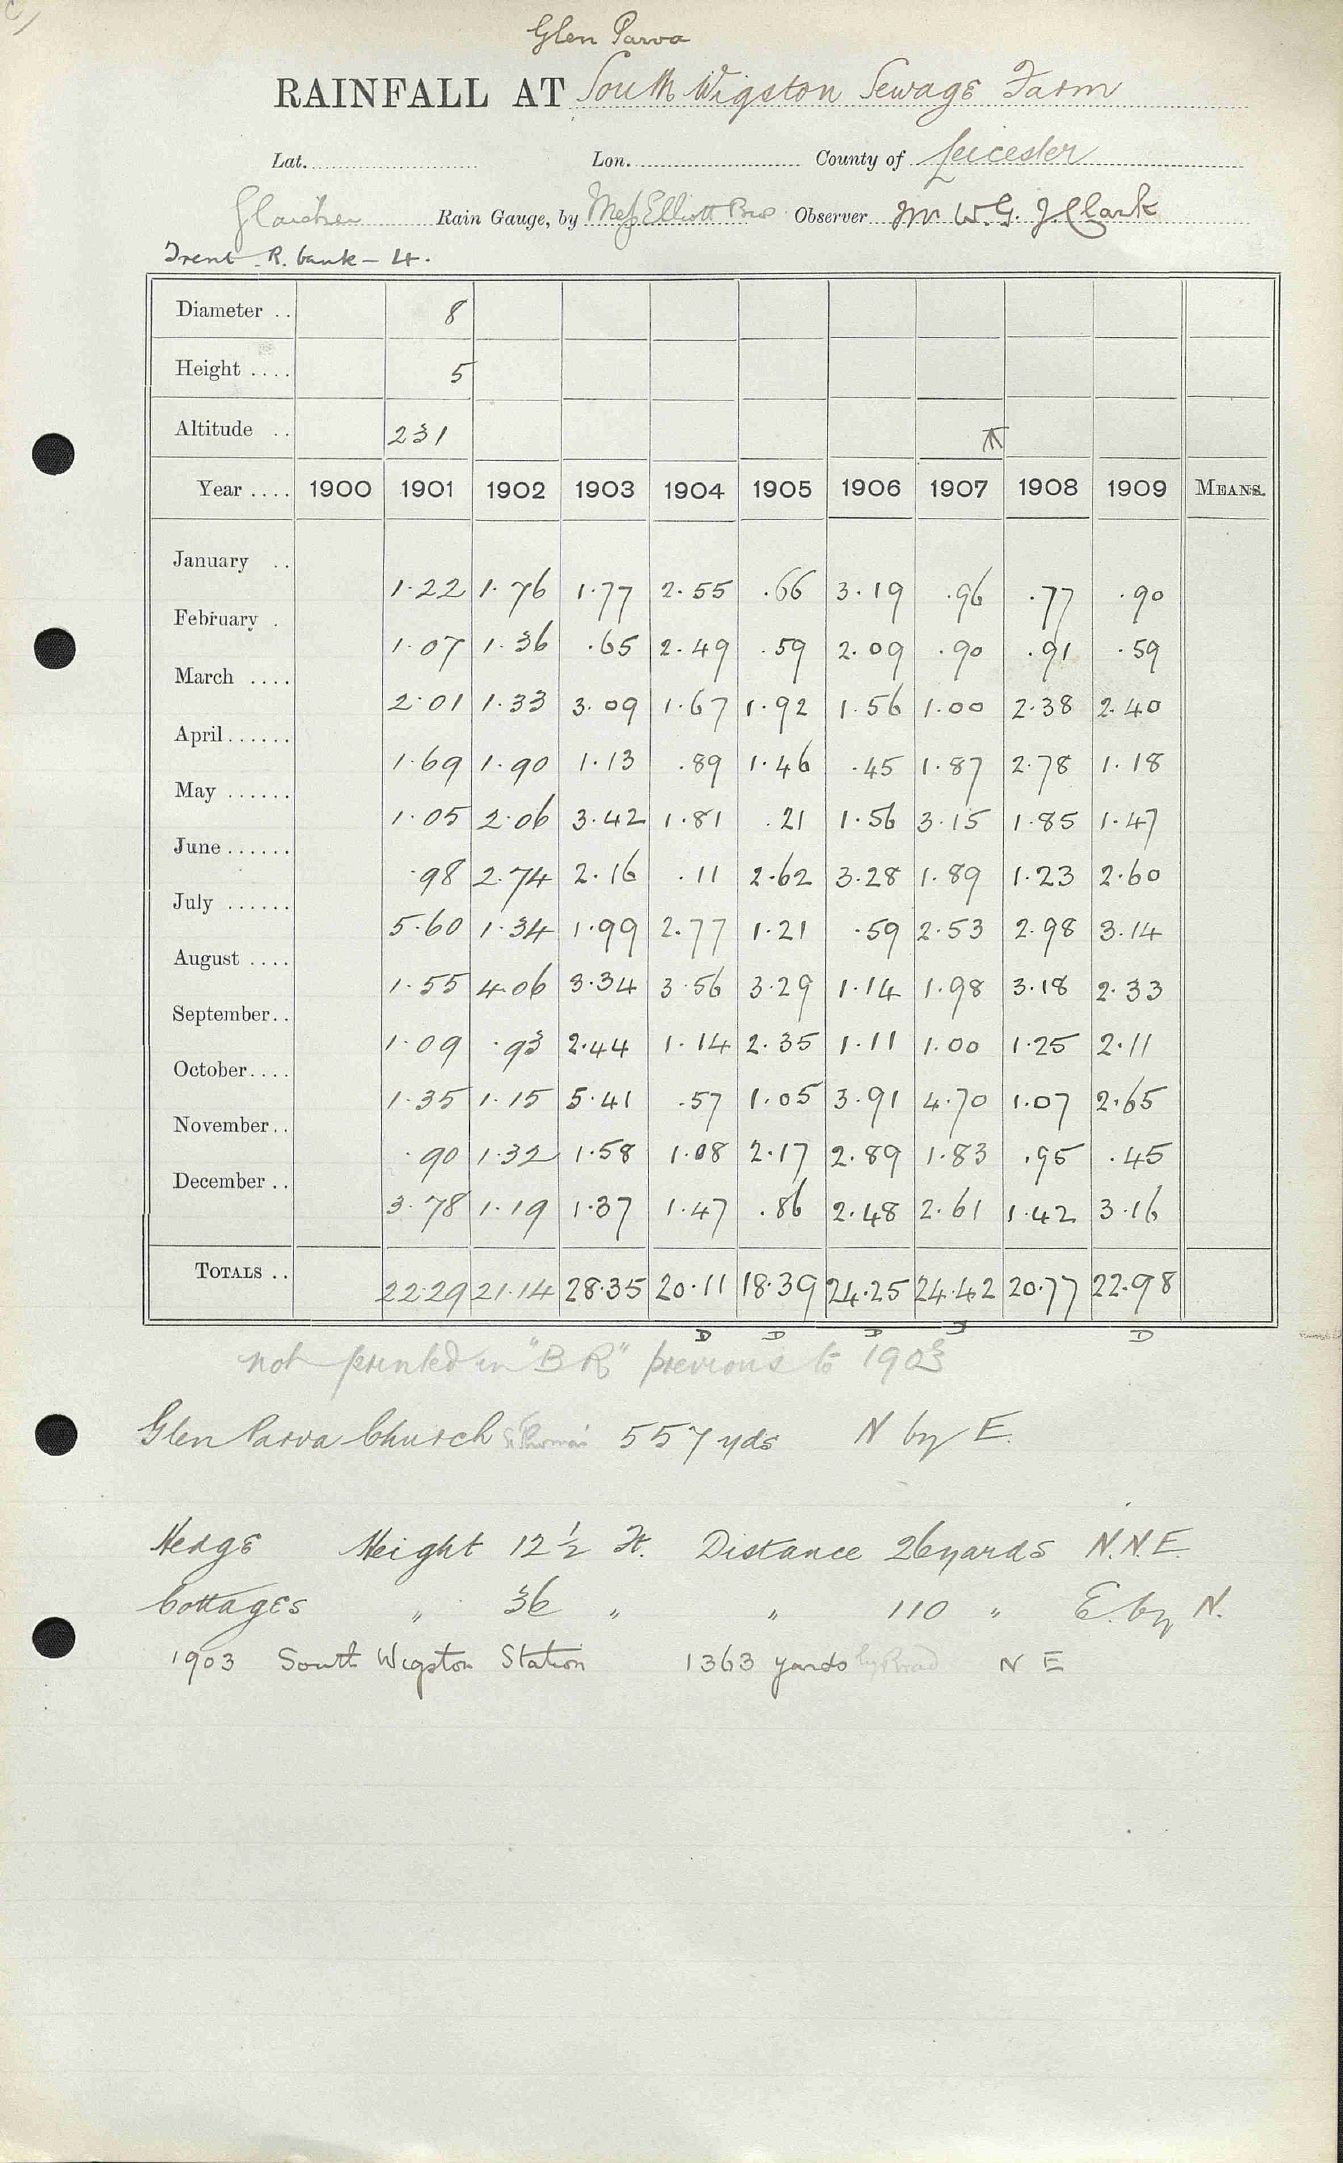 Glen Parva
RAINFALL AT South Wigston Sewage Farm
Lat. Lon. County of Leicester
Glaisher Rain Gauge, by Mess Elliott Bros Observer Mr W. G. J. Clark
Trent R. bank - 4.
Diameter .. 8
Height .... 5
Altitude .. 231
Year .... 1900 1901 1902 1903 1904 1905 1906 1907 1908 1909 MEANS.
January .. 1.22 1.76 1.77 2.55 .66 3.19 .96 .77 .90
February . 1.07 1.36 .65 2.49 .59 2.09 .90 .91 .59
March .... 2.01 1.33 3.09 1.67 1.92 1.56 1.00 2.38 2.40
April ...... 1.69 1.90 1.13 .89 1.46 .45 1.87 2.78 1.18
May ...... 1.05 2.06 3.42 1.81 .21 1.56 3.15 1.85 1.47
June ...... .98 2.74 2.16 .11 2.62 3.28 1.89 1.23 2.60
July ...... 5.60 1.34 1.99 2.77 1.21 .59 2.53 2.98 3.14
August .... 1.55 4.06 3.34 3.56 3.29 1.14 1.98 3.18 2.33
September.. 1.09 .93 2.44 1.14 2.35 1.11 1.00 1.25 2.11
October.... 1.35 1.15 5.41 .57 1.05 3.91 4.70 1.07 2.65
November.. .90 1.32 1.58 1.08 2.17 2.89 1.83 .95 .45
December .. 3.78 1.19 1.37 1.47 .86 2.48 2.61 1.42 3.16
TOTALS .. 22.29 21.14 28.35 20.11 18.39 24.25 24.42 20.77 22.98
D D D D D
not printed in "BR" previous to 1903
Glen Parva Church St Thomas 557 yds N by E.
Hedge Height 12½ Ft. Distance 26 yards N.N.E.
Cottages " 36 " " 110 " E. by N.
1903 South Wigston Station 1363 yards by Road N E